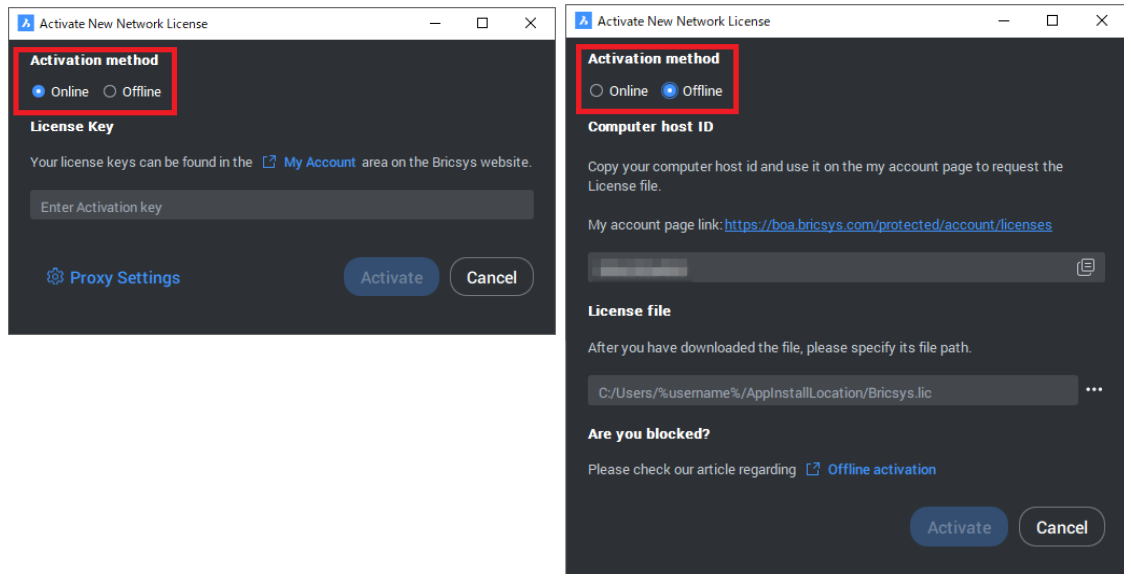 Activate New Network License
Activation method
Online Offline
License Key
Your license keys can be found in the My Account area on the Bricsys website.
Enter Activation key
Proxy Settings Activate Cancel
Activate New Network License
Activation method
Online Offline
Computer host ID
Copy your computer host id and use it on the my account page to request the
License file.
My account page link: https://boa.bricsys.com/protected/account/licenses
License file
After you have downloaded the file, please specify its file path.
C:/Users/%username%/AppInstallLocation/Bricsys.lic
Are you blocked?
Please check our article regarding Offline activation
Activate Cancel